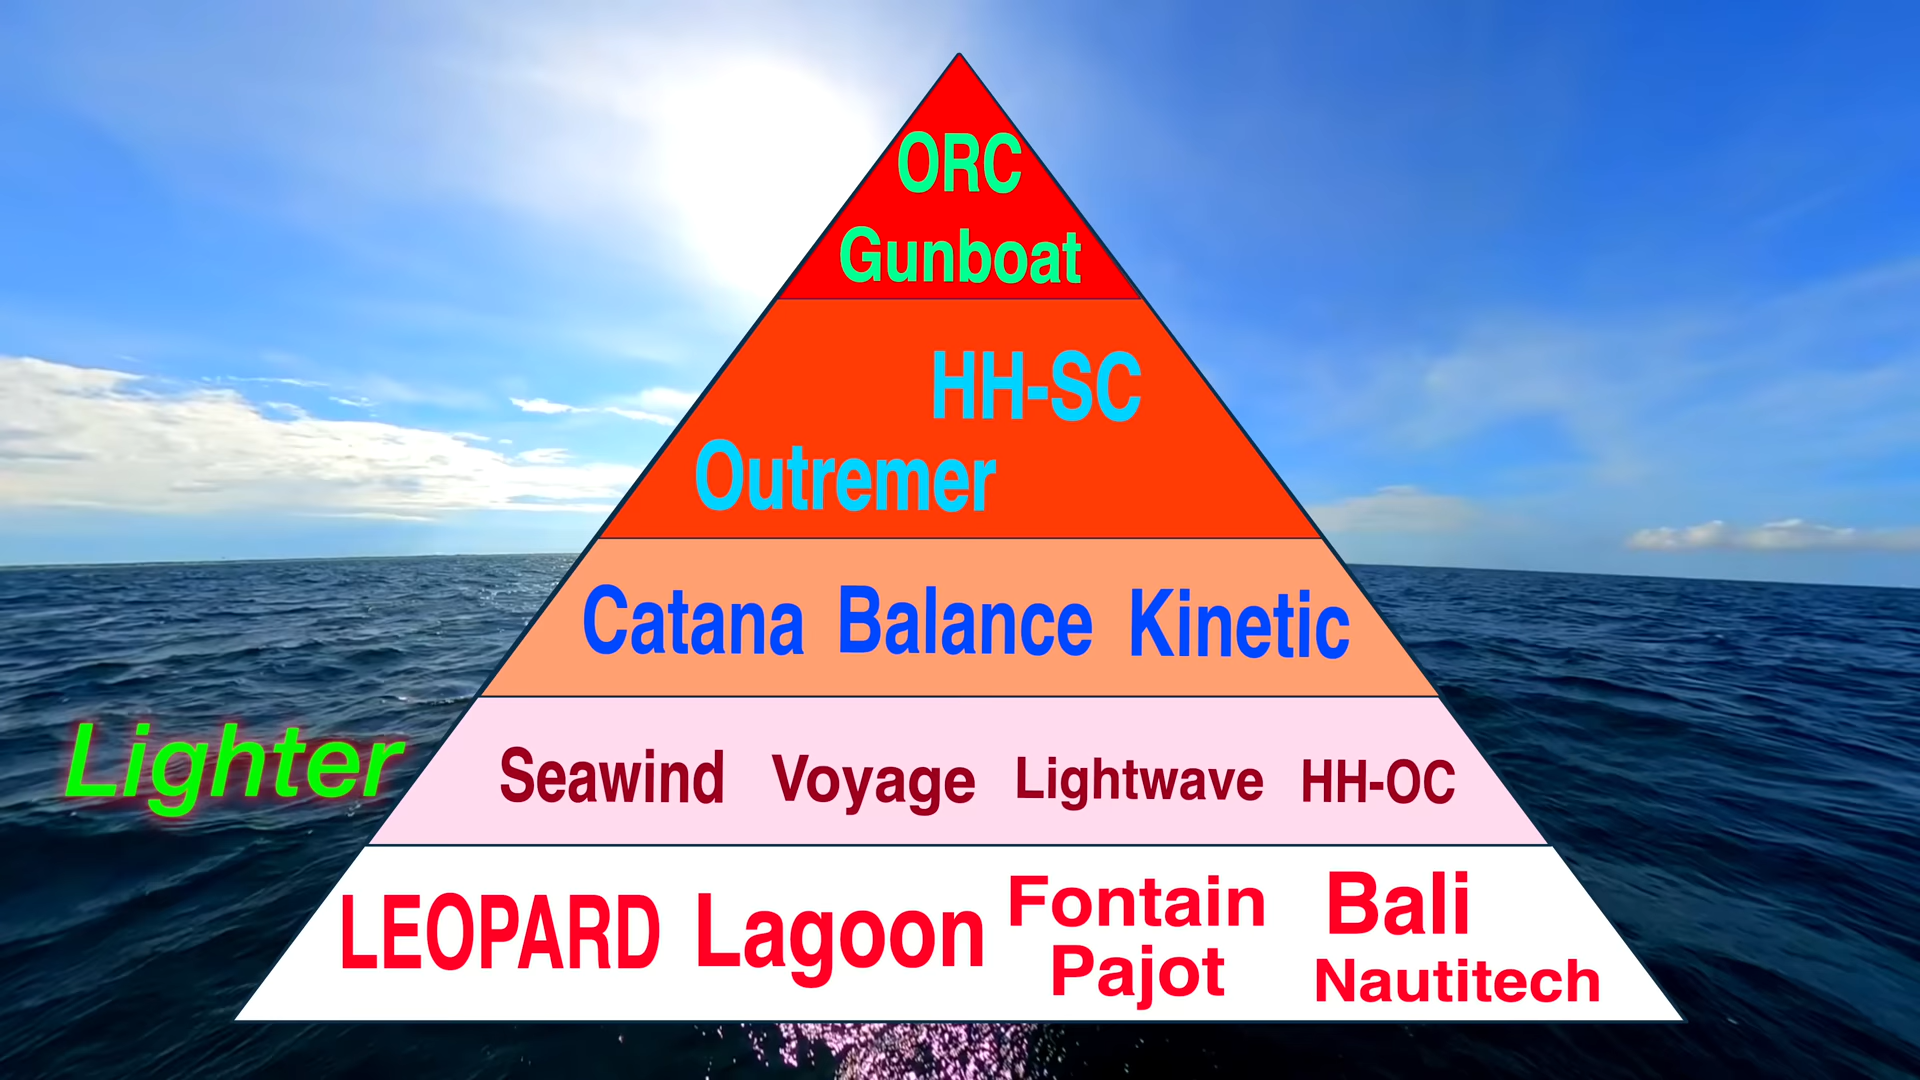 ORC
Gunboat
HH-SC
Outremer
Catana Balance Kinetic
Lighter
Seawind Voyage Lightwave HH-OC
LEOPARD Lagoon Fontain Pajot Bali Nautitech